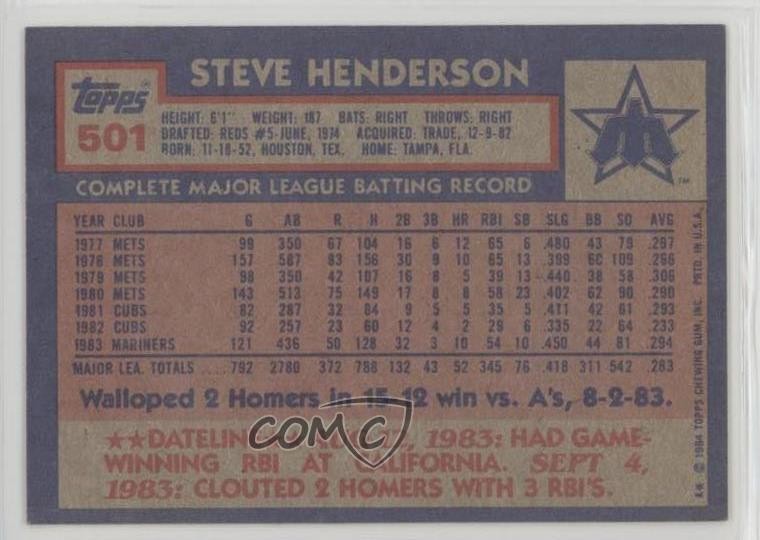 STEVE HENDERSON
Topps
501
HEIGHT: 6'1" WEIGHT: 187 BATS: RIGHT THROWS: RIGHT
DRAFTED: REDS #5-JUNE, 1974 ACQUIRED: TRADE, 12-9-82
BORN: 11-18-52, HOUSTON, TEX. HOME: TAMPA, FLA.
TM
COMPLETE MAJOR LEAGUE BATTING RECORD
YEAR CLUB G AB R H 2B 3B HR RBI SB SLG BB SO AVG
1977 METS 99 350 67 104 16 6 12 65 6 .480 43 79 .297
1978 METS 157 587 83 156 30 9 10 65 13 .399 60 109 .266
1979 METS 98 350 42 107 16 8 5 39 13 .440 38 58 .306
1980 METS 143 513 75 149 17 8 8 58 23 .402 62 90 .290
1981 CUBS 82 287 32 84 9 5 5 35 5 .411 42 61 .293
1982 CUBS 92 257 23 60 12 4 2 29 6 .335 22 64 .233
1983 MARINERS 121 436 50 128 32 3 10 54 10 .450 44 81 .294
MAJOR LEA. TOTALS 792 2780 372 788 132 43 52 345 76 .418 311 542 .283
Walloped 2 Homers in 15-12 win vs. A's, 8-2-83.
★★DATELINE: 1983: HAD GAME-
WINNING RBI AT CALIFORNIA. SEPT 4,
1983: CLOUTED 2 HOMERS WITH 3 RBI'S.
COMC
© 1984 TOPPS CHEWING GUM, INC. PRTD. IN U.S.A.